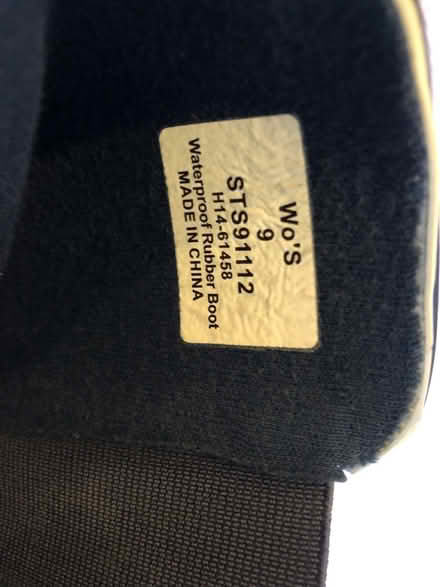 Wo'S
9
STS91112
H14-61458
Waterproof Rubber Boot
MADE IN CHINA